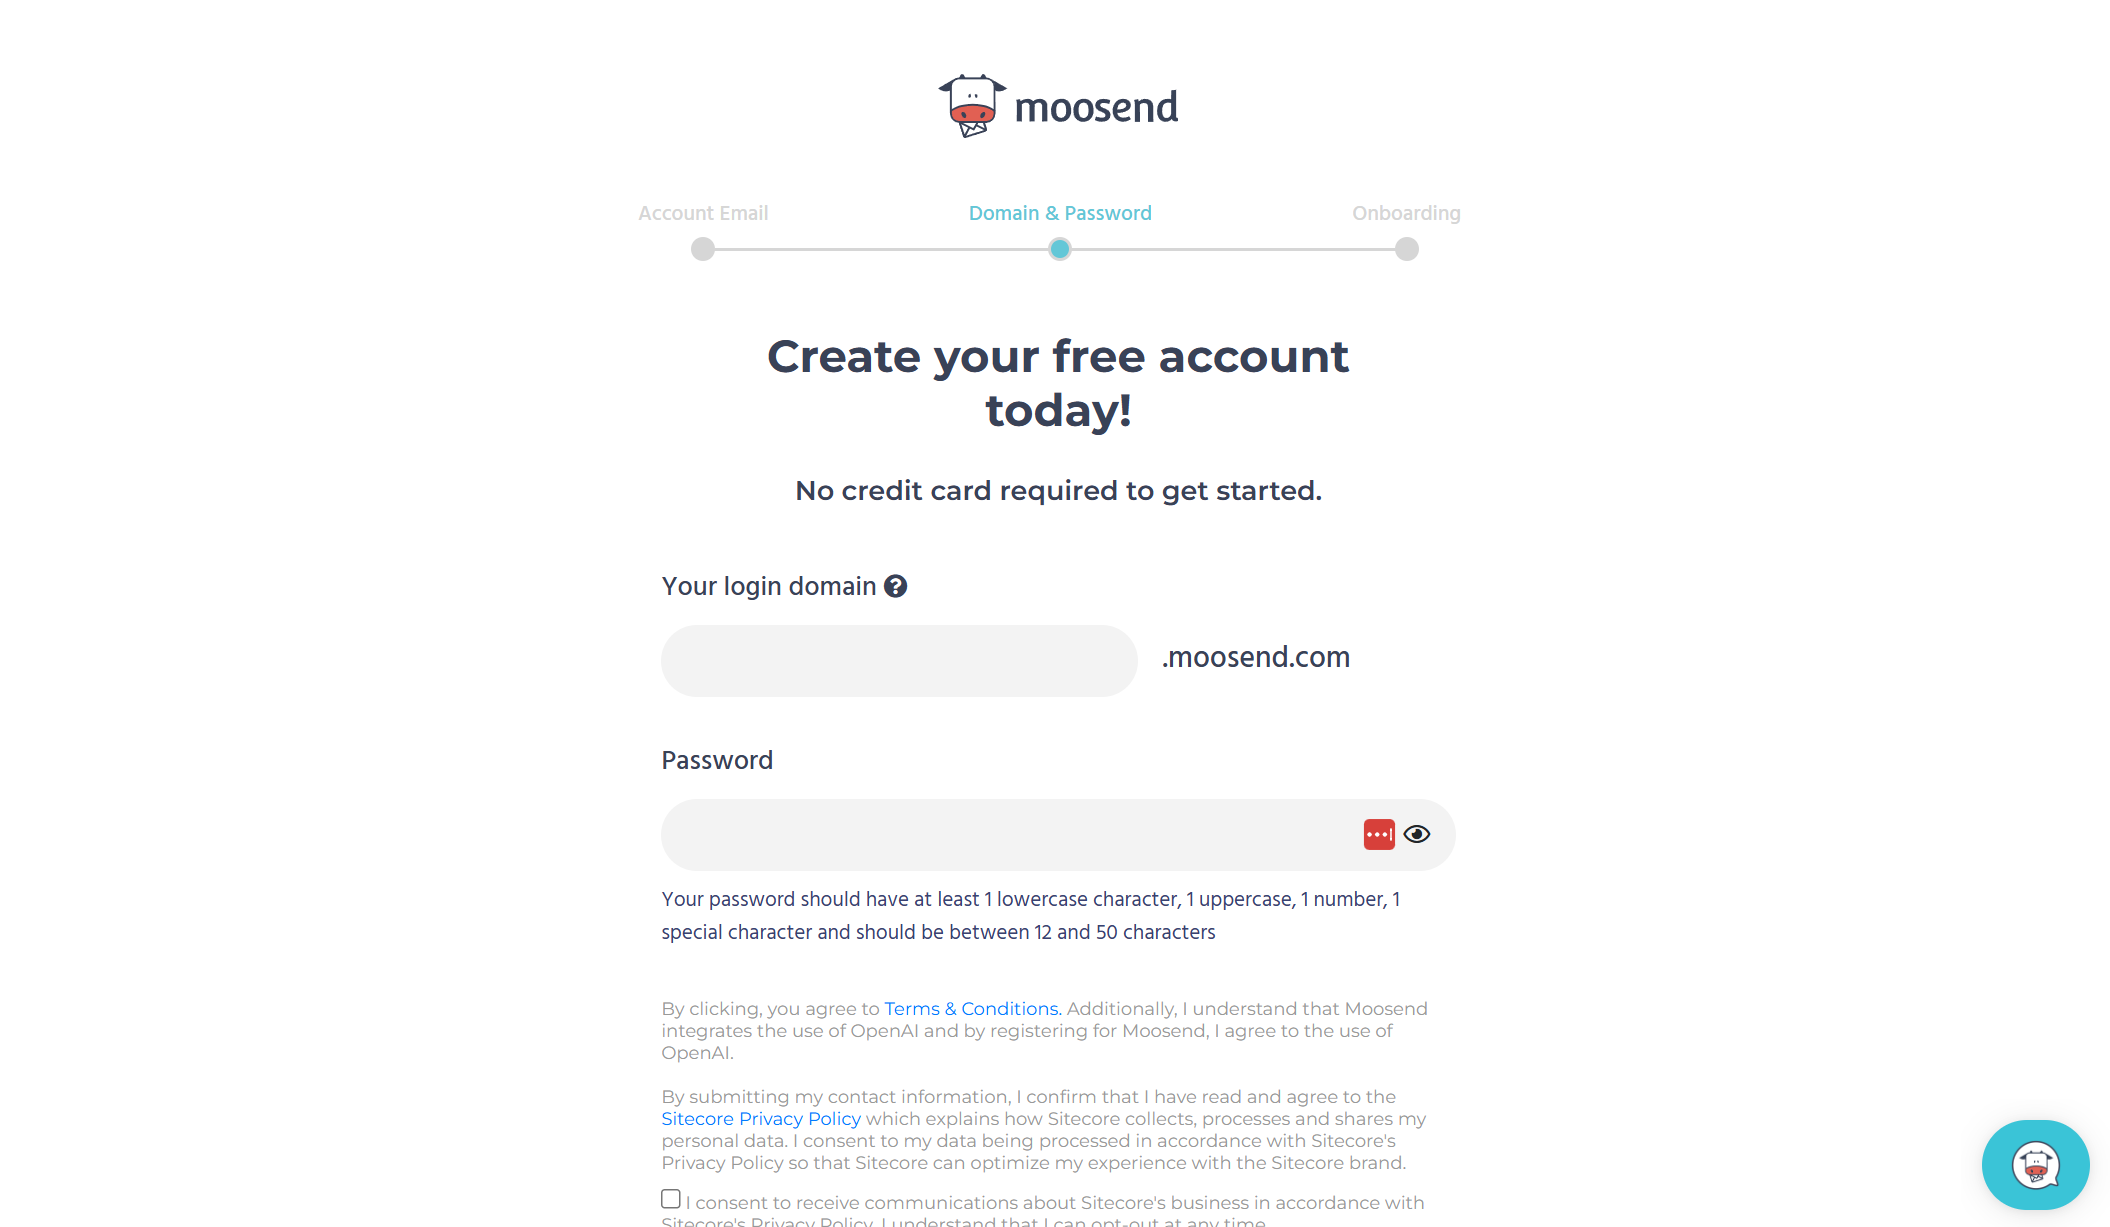 moosend
Account Email
Domain & Password
Onboarding
Create your free account
today!
No credit card required to get started.
Your login domain ?
.moosend.com
Password
Your password should have at least 1 lowercase character, 1 uppercase, 1 number, 1
special character and should be between 12 and 50 characters
By clicking, you agree to Terms & Conditions. Additionally, I understand that Moosend
integrates the use of OpenAI and by registering for Moosend, I agree to the use of
OpenAI.
By submitting my contact information, I confirm that I have read and agree to the
Sitecore Privacy Policy which explains how Sitecore collects, processes and shares my
personal data. I consent to my data being processed in accordance with Sitecore's
Privacy Policy so that Sitecore can optimize my experience with the Sitecore brand.
I consent to receive communications about Sitecore's business in accordance with
Sitecore's Privacy Policy. I understand that I can opt-out at any time.